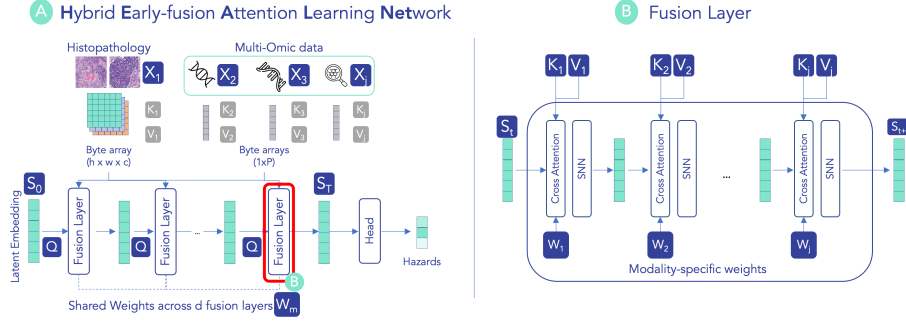 A Hybrid Early-fusion Attention Learning Network
Histopathology
Multi-Omic data
X1
X2
X3
Xj
K1
K2
K3
Kj
V1
V2
V3
Vj
Byte array
(h x w x c)
Byte arrays
(1xP)
S0
ST
Latent Embedding
Q
Fusion Layer
Q
Fusion Layer
...
Q
Fusion Layer
Head
Hazards
B
Shared Weights across d fusion layers
Wm
B Fusion Layer
K1 V1
K2 V2
Kj Vj
St
Cross Attention
SNN
Cross Attention
SNN
...
Cross Attention
SNN
St+
W1
W2
Wj
Modality-specific weights